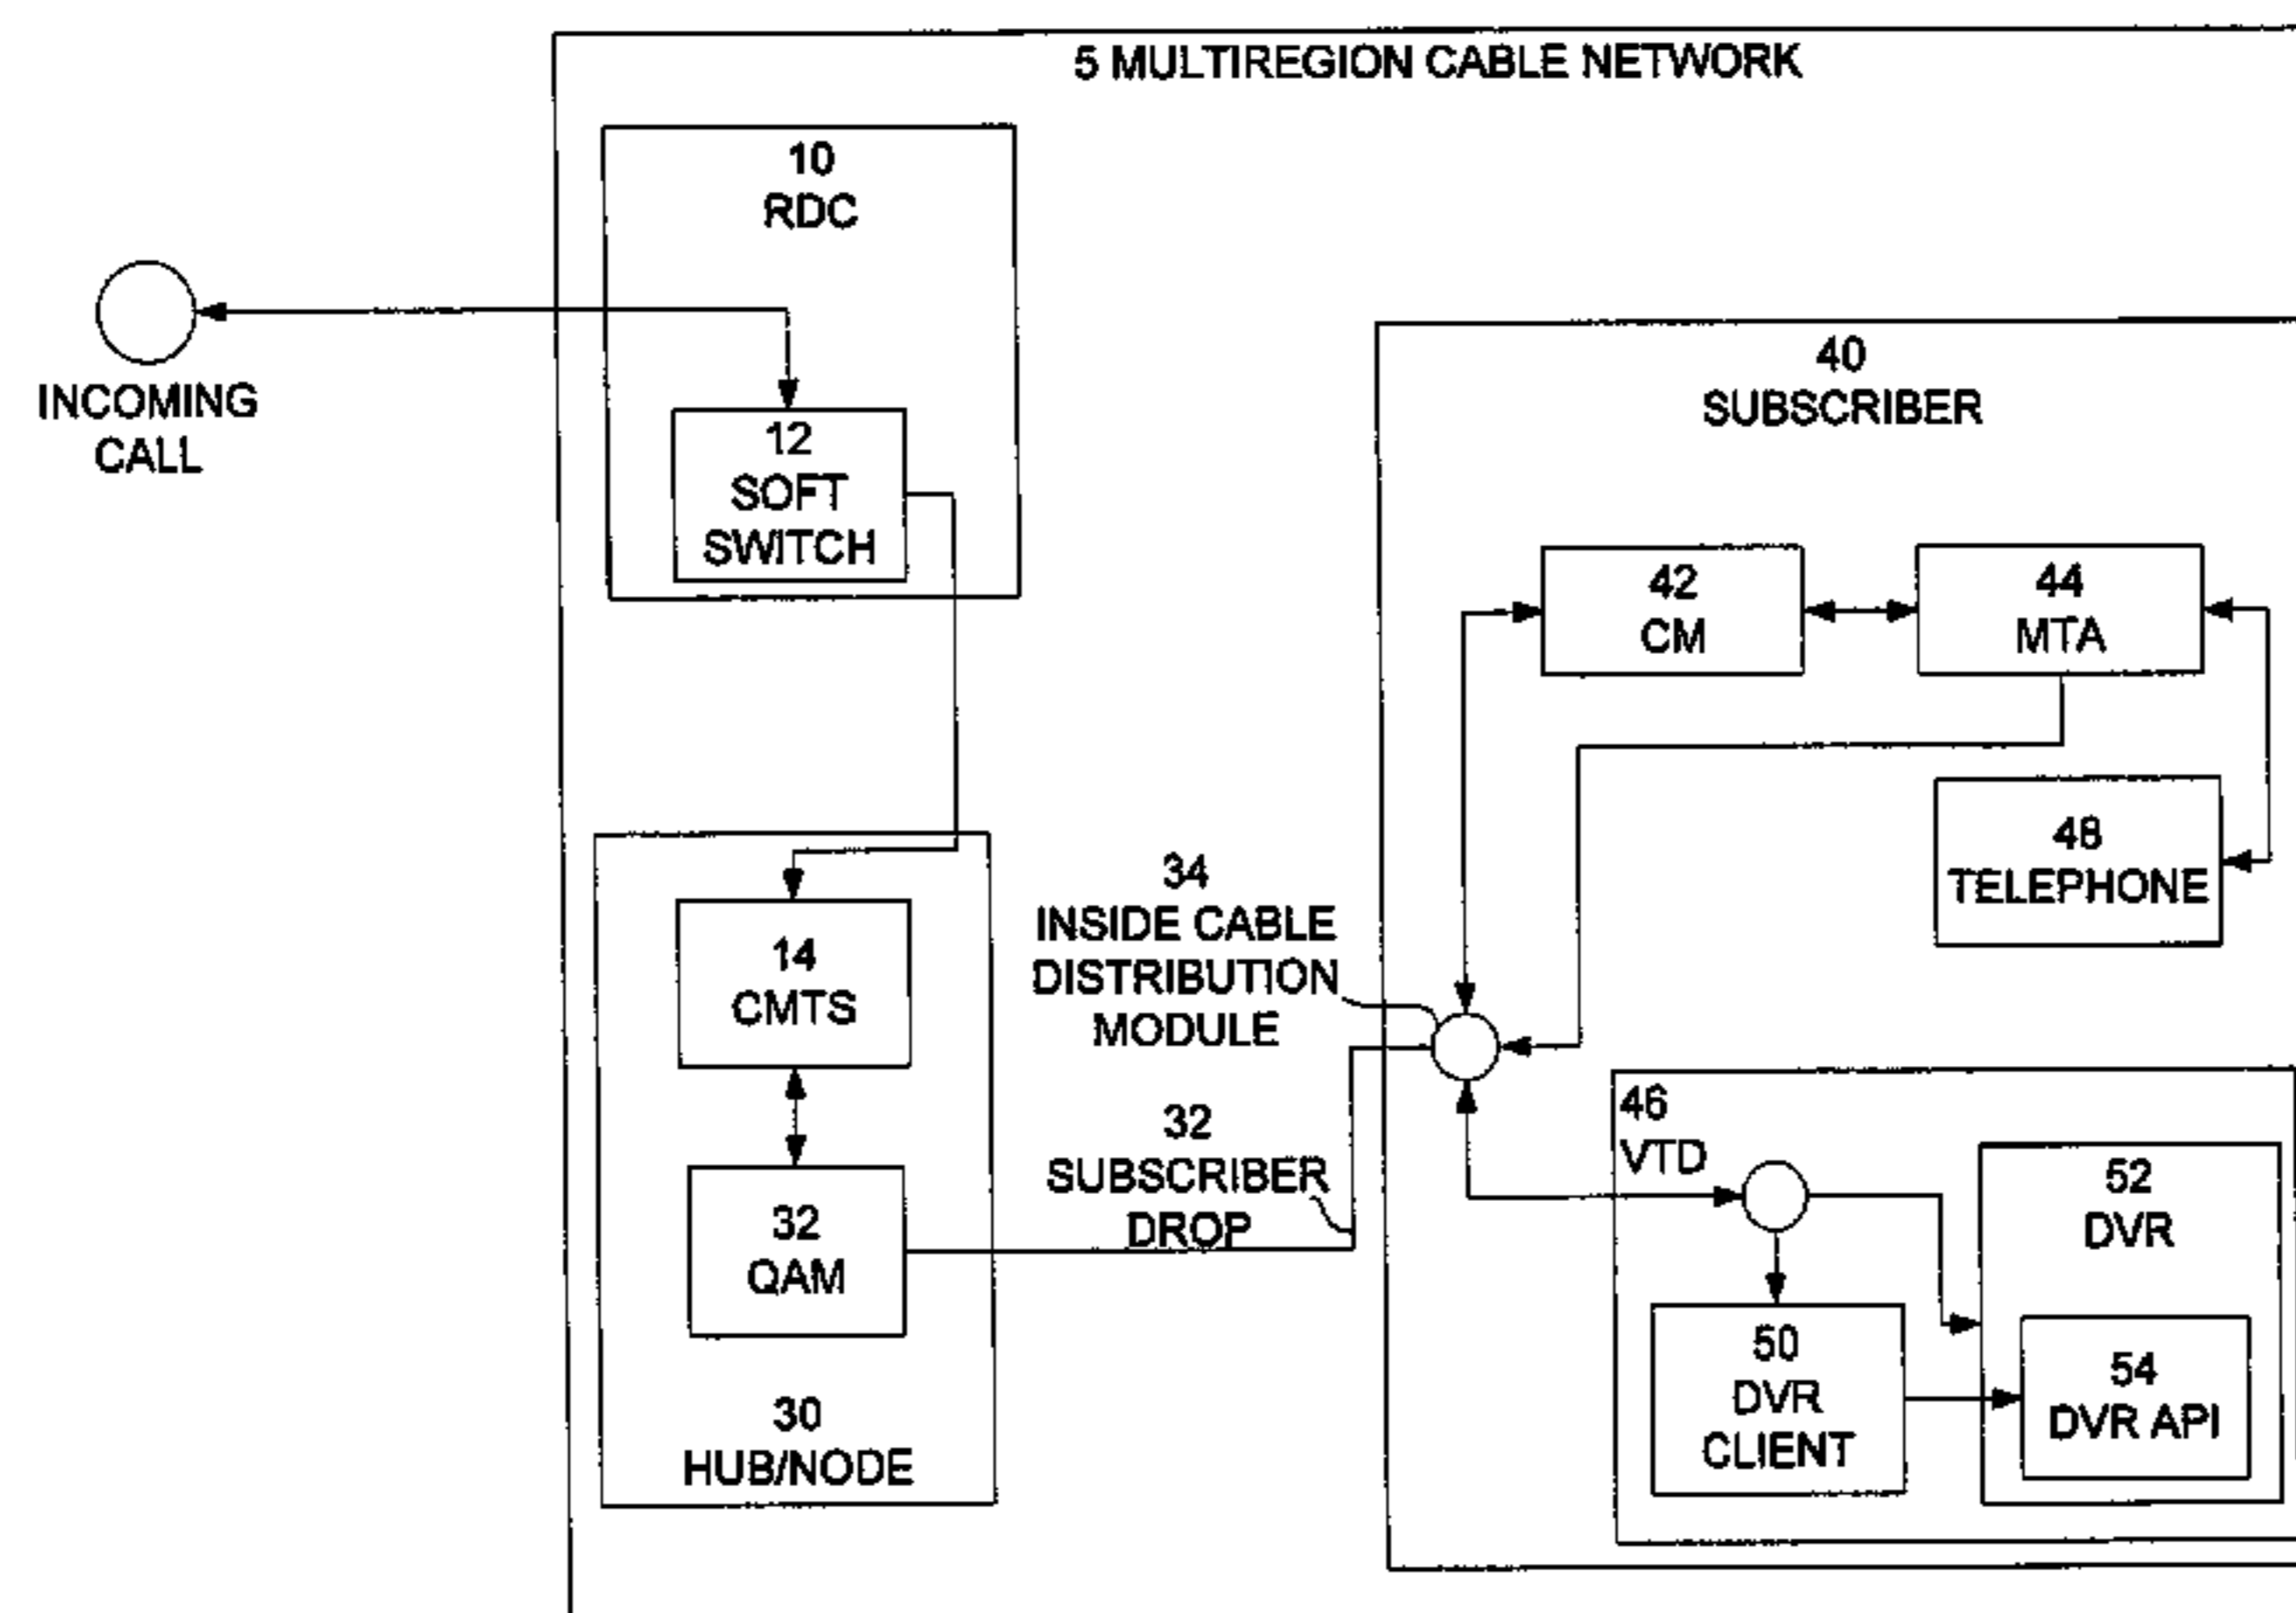 5 MULTIREGION CABLE NETWORK
10
RDC
INCOMING
CALL
12
SOFT
SWITCH
40
SUBSCRIBER
42
CM
44
MTA
48
TELEPHONE
34
INSIDE CABLE
DISTRIBUTION
MODULE
14
CMTS
32
SUBSCRIBER
DROP
32
QAM
30
HUB/NODE
46
VTD
52
DVR
50
DVR
CLIENT
54
DVR API